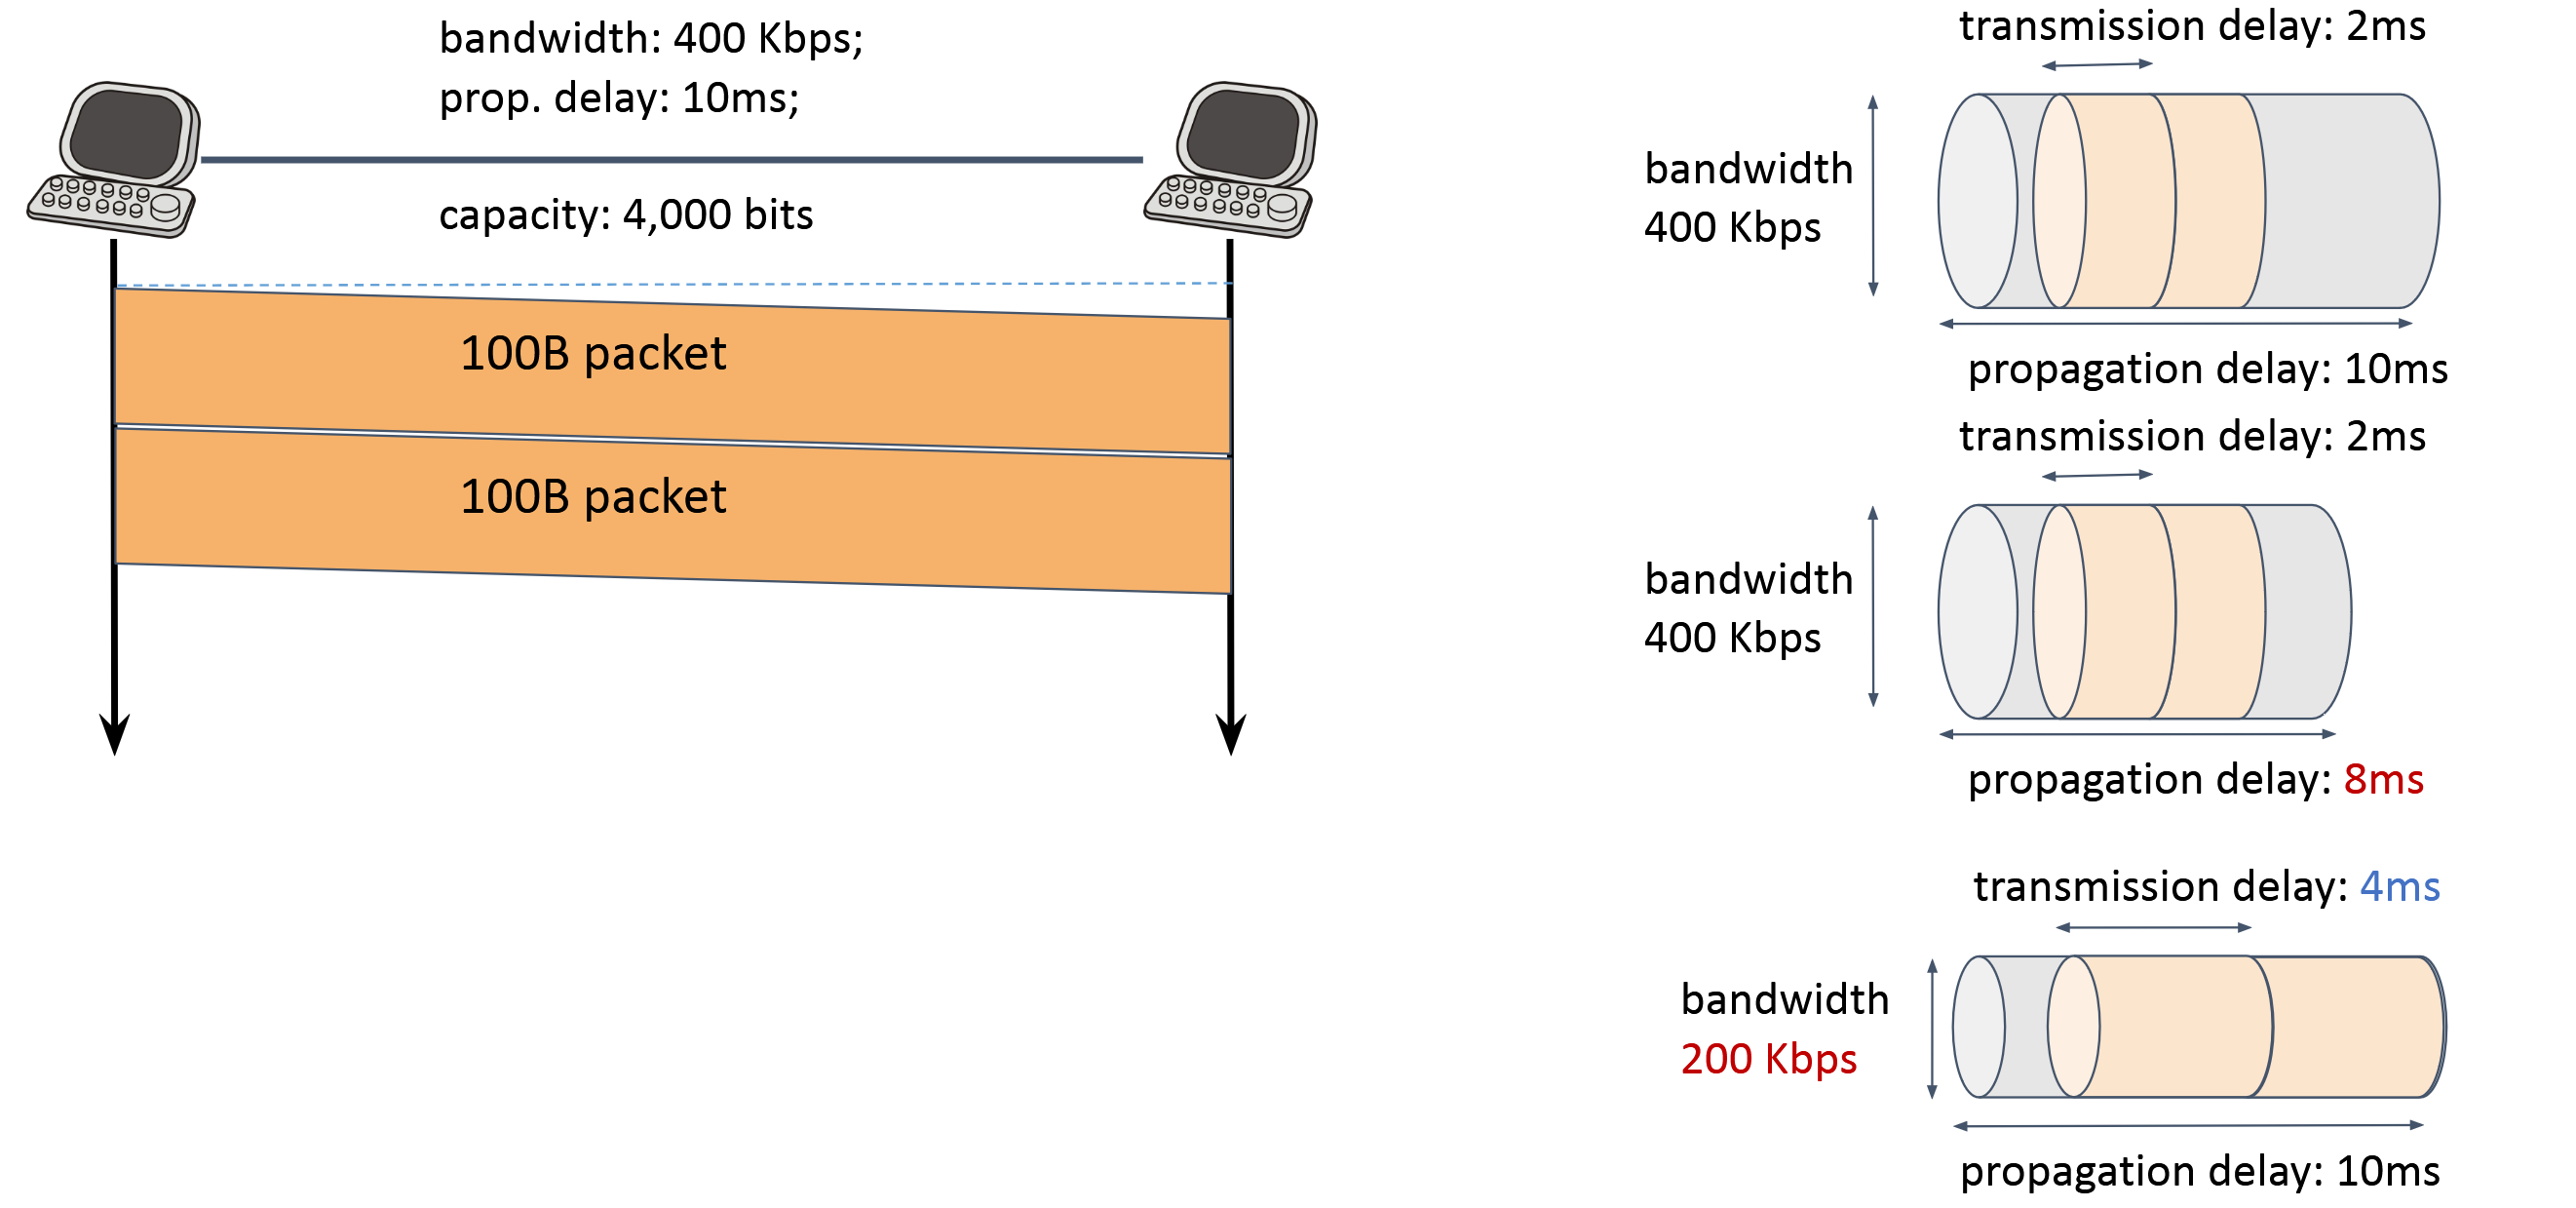 bandwidth: 400 Kbps;
prop. delay: 10ms;
capacity: 4,000 bits
100B packet
100B packet
transmission delay: 2ms
bandwidth
400 Kbps
propagation delay: 10ms
transmission delay: 2ms
bandwidth
400 Kbps
propagation delay: 8ms
transmission delay: 4ms
bandwidth
200 Kbps
propagation delay: 10ms